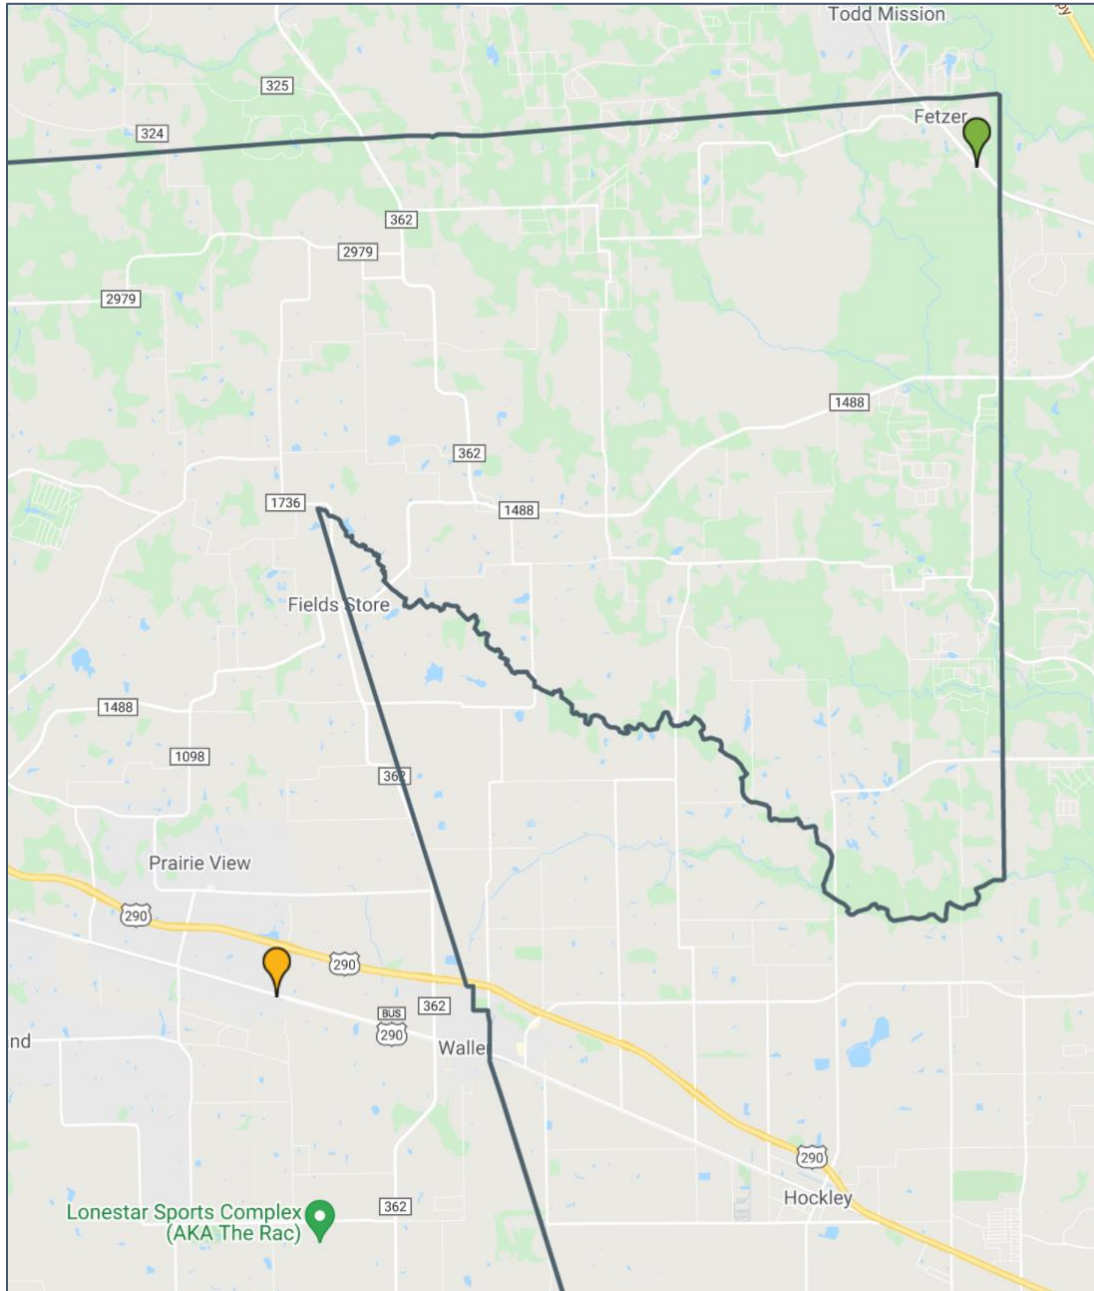 Todd Mission
325
324
Fetzer
362
2979
2979
1488
362
1736
1488
Fields Store
1488
1098
362
Prairie View
290
290
362
BUS
290
nd
Waller
290
Hockley
362
Lonestar Sports Complex
(AKA The Rac)